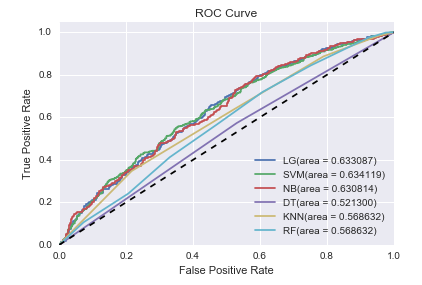 ROC Curve
1.0
0.8
0.6
0.4
0.2
0.0
True Positive Rate
LG(area = 0.633087)
SVM(area = 0.634119)
NB(area = 0.630814)
DT(area = 0.521300)
KNN(area = 0.568632)
RF(area = 0.568632)
0.0 0.2 0.4 0.6 0.8 1.0
False Positive Rate